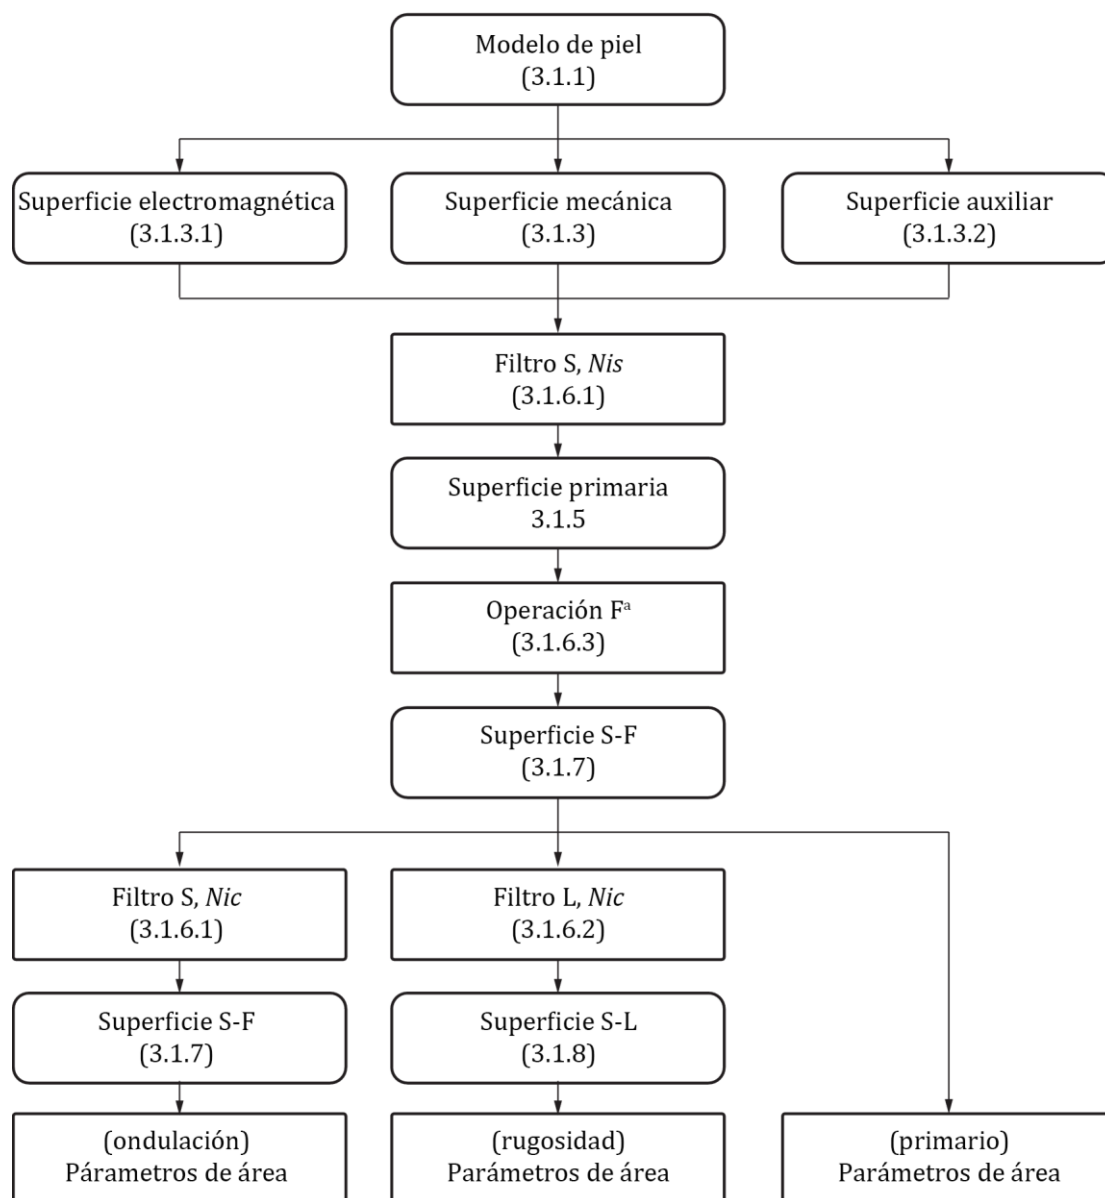 Modelo de piel
(3.1.1)
Superficie electromagnética
(3.1.3.1)
Superficie mecánica
(3.1.3)
Superficie auxiliar
(3.1.3.2)
Filtro S, Nis
(3.1.6.1)
Superficie primaria
3.1.5
Operación Fª
(3.1.6.3)
Superficie S-F
(3.1.7)
Filtro S, Nic
(3.1.6.1)
Filtro L, Nic
(3.1.6.2)
Superficie S-F
(3.1.7)
Superficie S-L
(3.1.8)
(ondulación)
Párametros de área
(rugosidad)
Parámetros de área
(primario)
Parámetros de área